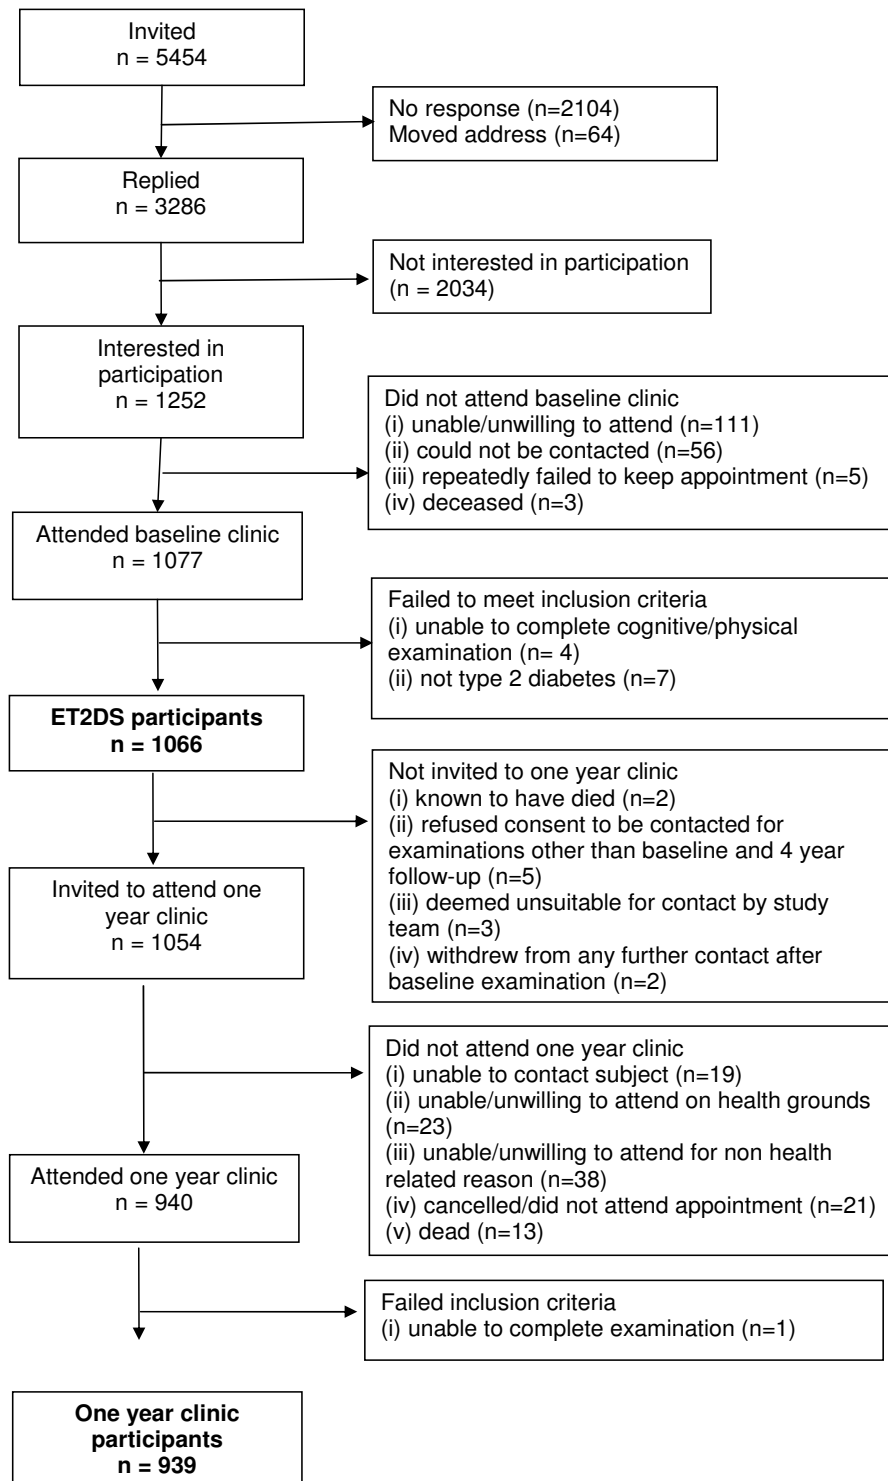 Invited
n = 5454
No response (n=2104)
Moved address (n=64)
Replied
n = 3286
Not interested in participation
(n = 2034)
Interested in
participation
n = 1252
Did not attend baseline clinic
(i) unable/unwilling to attend (n=111)
(ii) could not be contacted (n=56)
(iii) repeatedly failed to keep appointment (n=5)
(iv) deceased (n=3)
Attended baseline clinic
n = 1077
Failed to meet inclusion criteria
(i) unable to complete cognitive/physical
examination (n= 4)
(ii) not type 2 diabetes (n=7)
ET2DS participants
n = 1066
Not invited to one year clinic
(i) known to have died (n=2)
(ii) refused consent to be contacted for
examinations other than baseline and 4 year
follow-up (n=5)
(iii) deemed unsuitable for contact by study
team (n=3)
(iv) withdrew from any further contact after
baseline examination (n=2)
Invited to attend one
year clinic
n = 1054
Did not attend one year clinic
(i) unable to contact subject (n=19)
(ii) unable/unwilling to attend on health grounds
(n=23)
(iii) unable/unwilling to attend for non health
related reason (n=38)
(iv) cancelled/did not attend appointment (n=21)
(v) dead (n=13)
Attended one year clinic
n = 940
Failed inclusion criteria
(i) unable to complete examination (n=1)
One year clinic
participants
n = 939